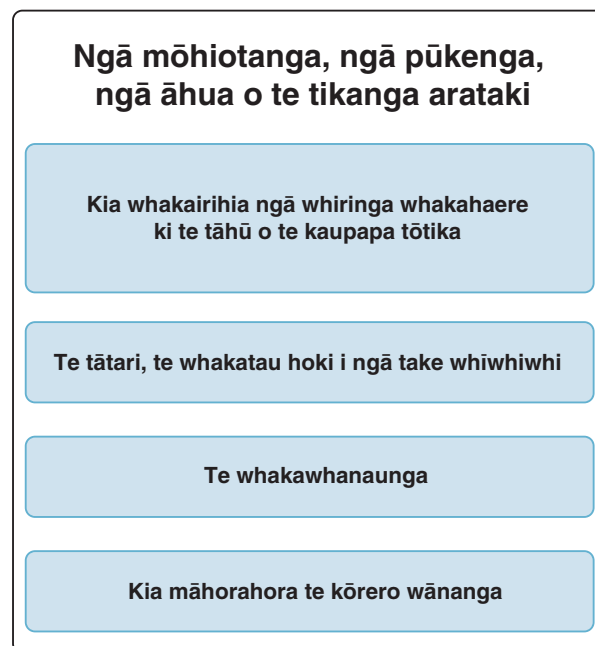 Ngā mōhiotanga, ngā pūkenga,
ngā āhua o te tikanga arataki
Kia whakairihia ngā whiringa whakahaere
ki te tāhū o te kaupapa tōtika
Te tātari, te whakatau hoki i ngā take whīwhiwhi
Te whakawhanaunga
Kia māhorahora te kōrero wānanga